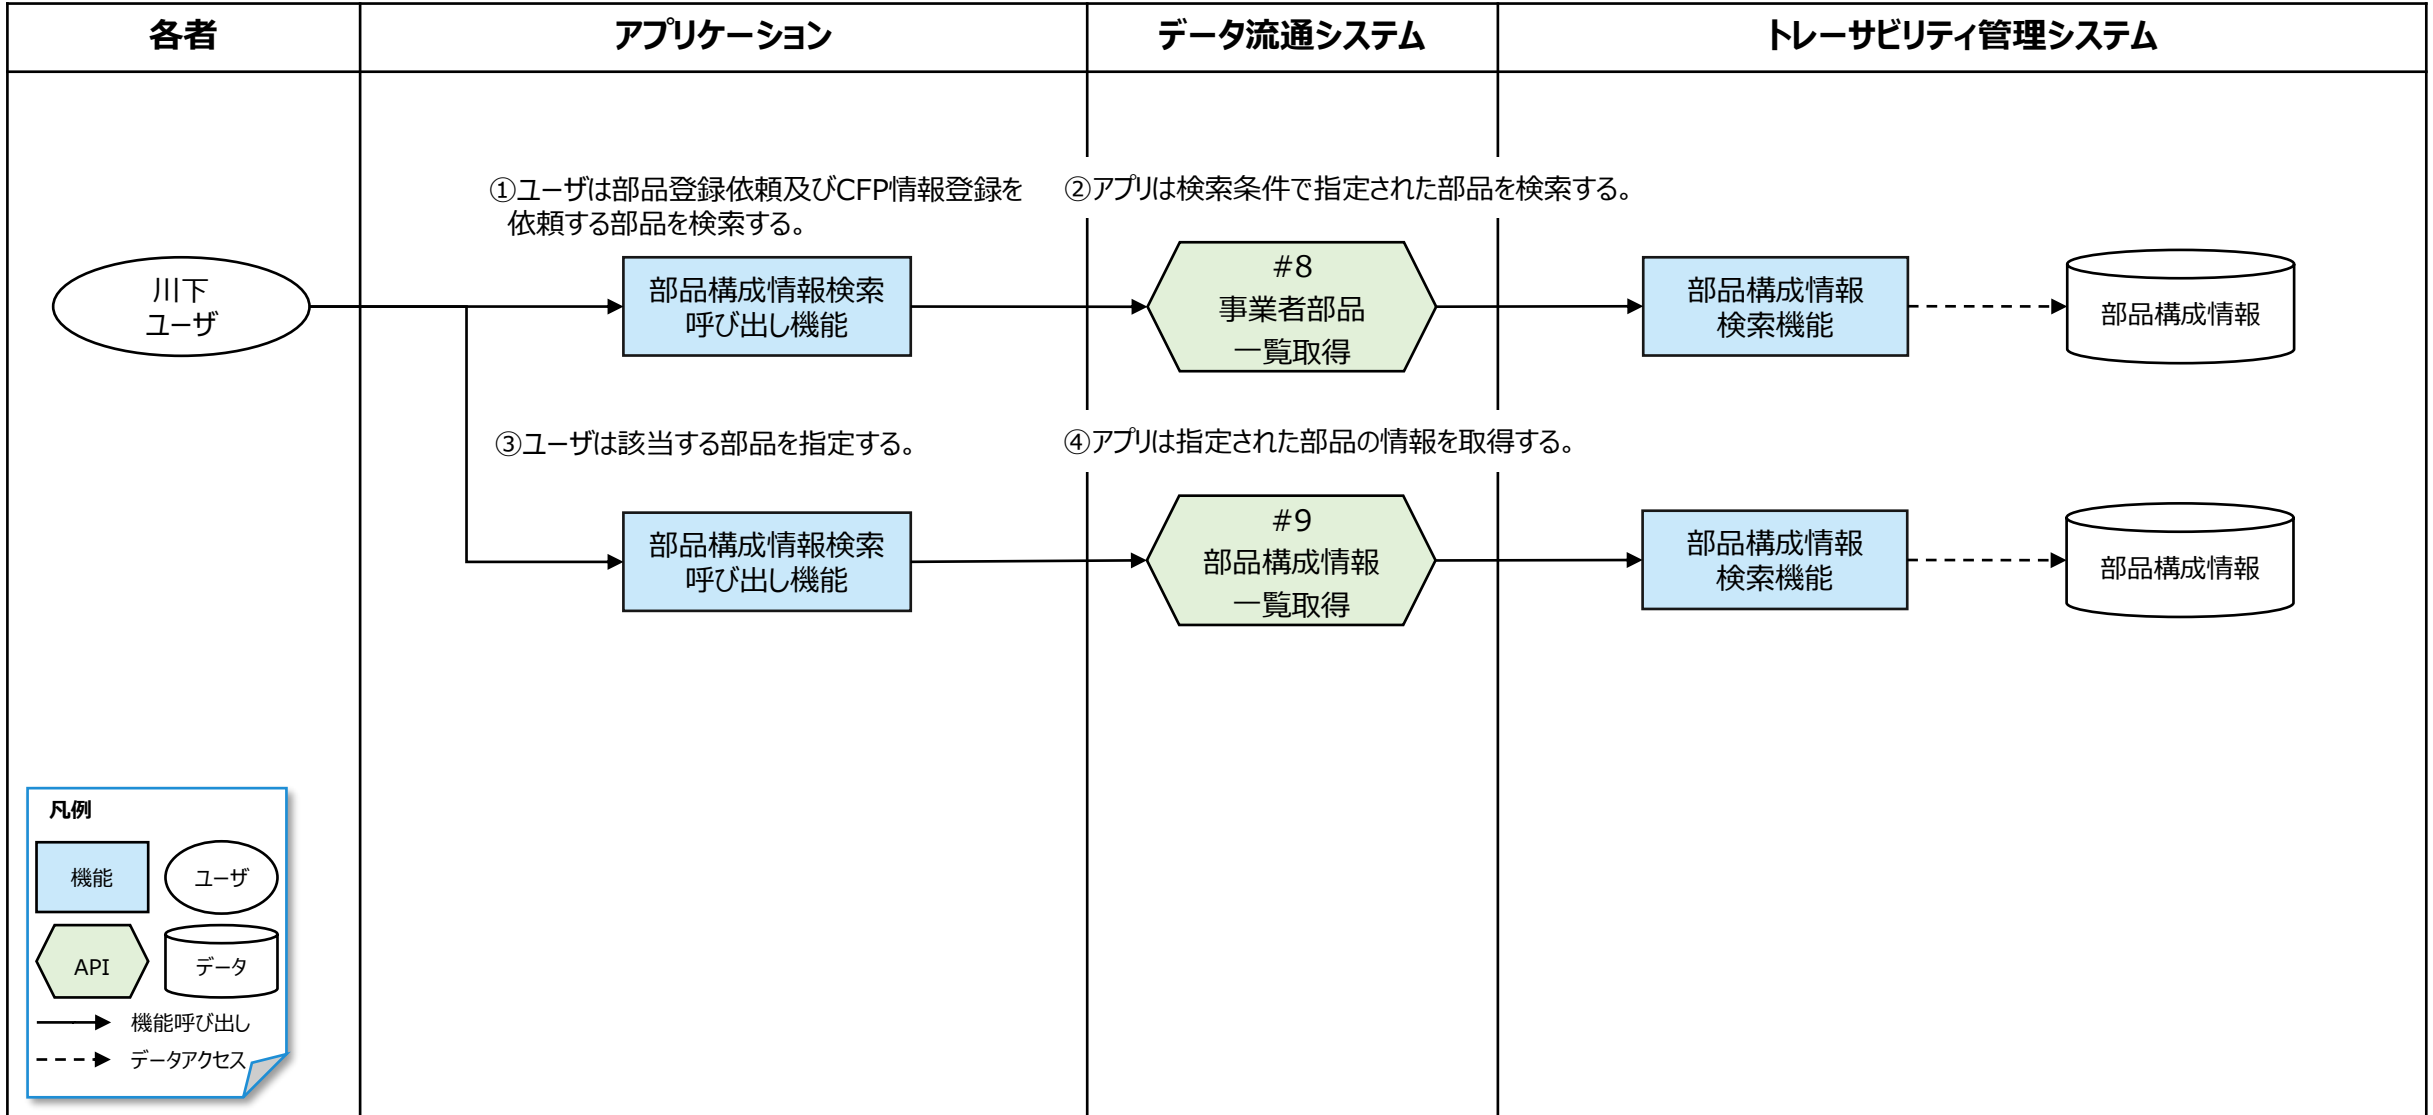 各者
アプリケーション
データ流通システム
トレーサビリティ管理システム
①ユーザは部品登録依頼及びCFP情報登録を
依頼する部品を検索する。
②アプリは検索条件で指定された部品を検索する。
川下
ユーザ
部品構成情報検索
呼び出し機能
#8
事業者部品
一覧取得
部品構成情報
検索機能
部品構成情報
③ユーザは該当する部品を指定する。
④アプリは指定された部品の情報を取得する。
部品構成情報検索
呼び出し機能
#9
部品構成情報
一覧取得
部品構成情報
検索機能
部品構成情報
凡例
機能
ユーザ
API
データ
機能呼び出し
データアクセス